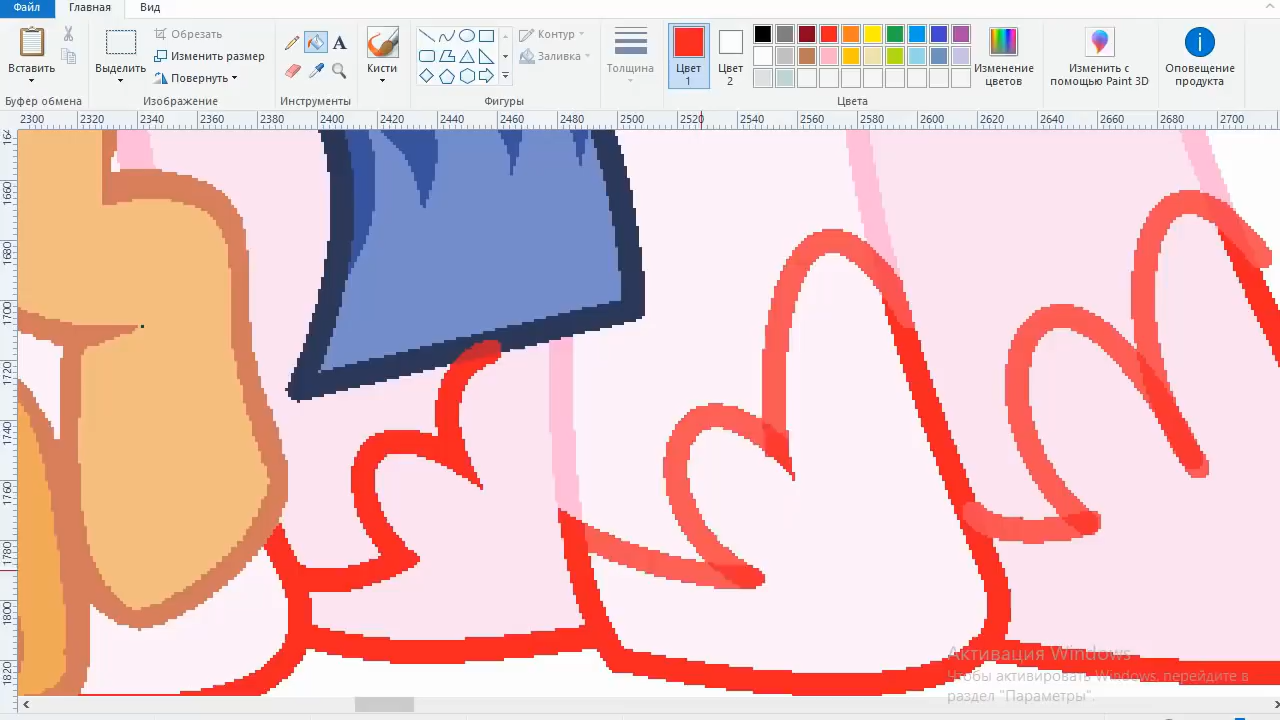 Файл Главная Вид
Вставить Выделить Обрезать Изменить размер Повернуть Кисти Контур Заливка Толщина Цвет 1 Цвет 2 Изменение цветов Изменить с помощью Paint 3D Оповещение продукта
Буфер обмена Изображение Инструменты Фигуры Цвета
2300 2320 2340 2360 2380 2400 2420 2440 2460 2480 2500 2520 2540 2560 2580 2600 2620 2640 2660 2680 2700
1660
1680
1700
1720
1740
1760
1780
1800
1820
Активация Windows
Чтобы активировать Windows, перейдите в
раздел "Параметры".